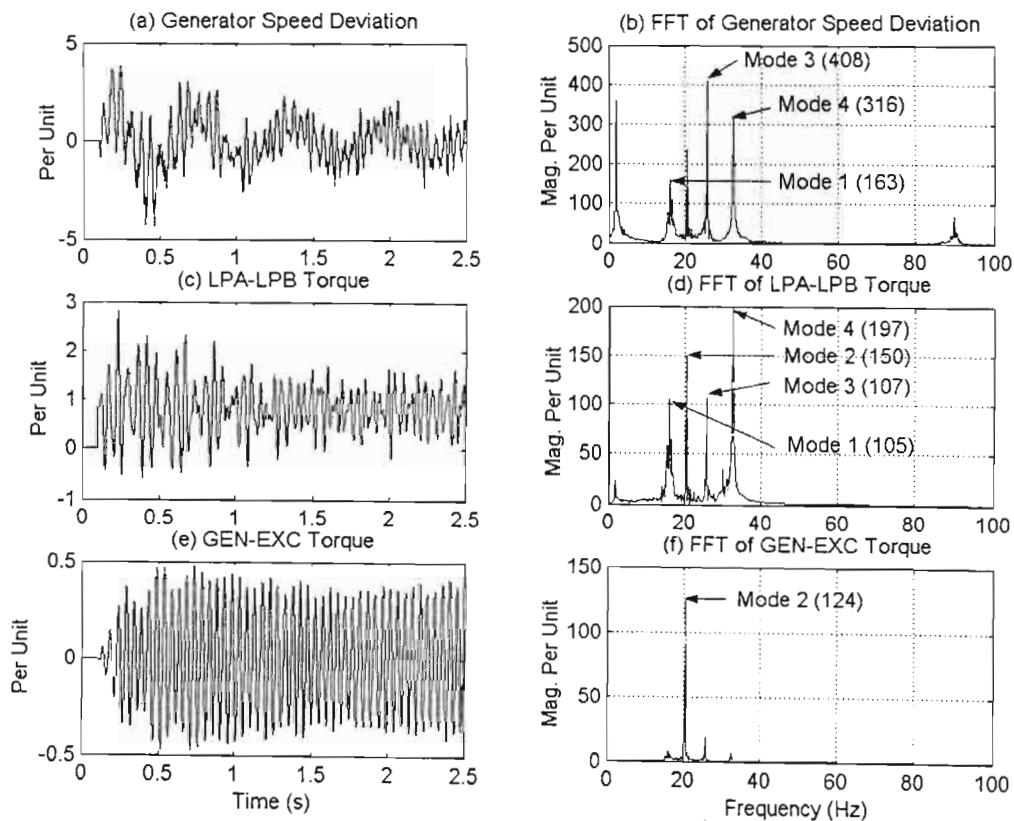 (a) Generator Speed Deviation
5
0
-5
Per Unit
0 0.5 1 1.5 2 2.5
(b) FFT of Generator Speed Deviation
500
400
300
200
100
0
Mag. Per Unit
Mode 3 (408)
Mode 4 (316)
Mode 1 (163)
0 20 40 60 80 100
(c) LPA-LPB Torque
3
2
1
0
-1
Per Unit
0 0.5 1 1.5 2 2.5
(d) FFT of LPA-LPB Torque
200
150
100
50
0
Mag. Per Unit
Mode 4 (197)
Mode 2 (150)
Mode 3 (107)
Mode 1 (105)
0 20 40 60 80 100
(e) GEN-EXC Torque
0.5
0
-0.5
Per Unit
0 0.5 1 1.5 2 2.5
Time (s)
(f) FFT of GEN-EXC Torque
150
100
50
0
Mag. Per Unit
Mode 2 (124)
0 20 40 60 80 100
Frequency (Hz)